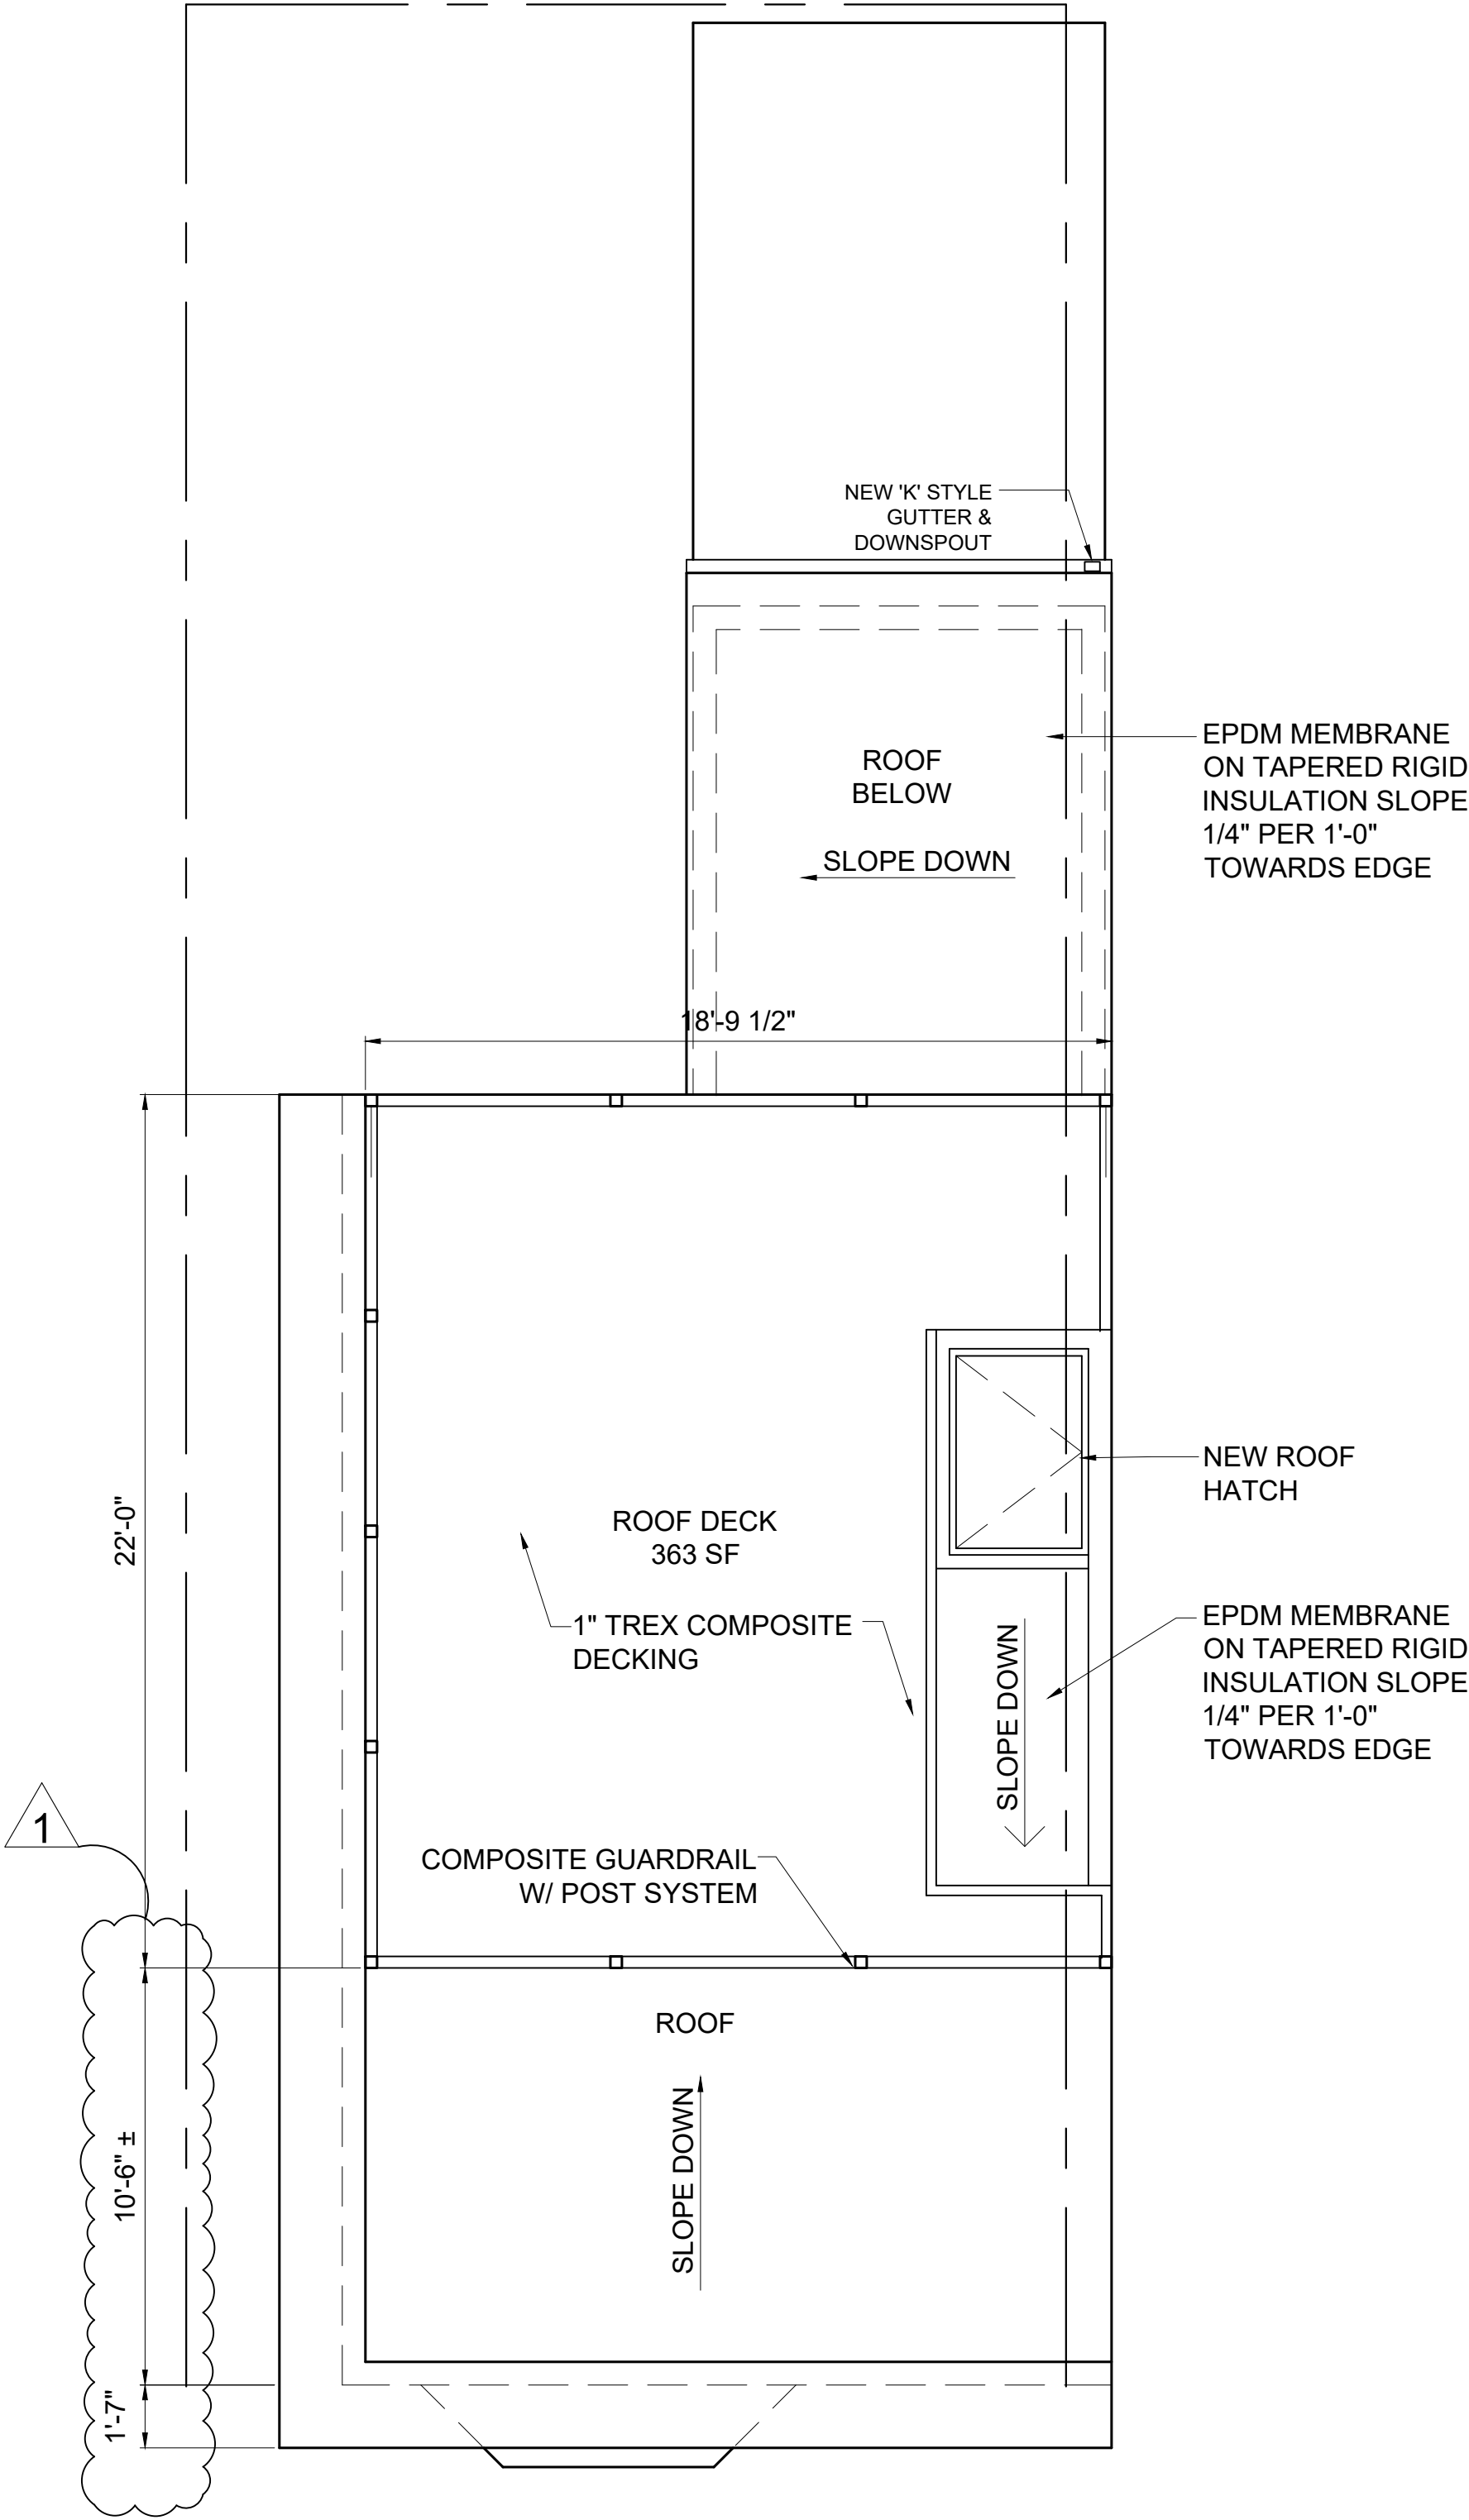 NEW 'K' STYLE
GUTTER &
DOWNSPOUT
EPDM MEMBRANE
ON TAPERED RIGID
INSULATION SLOPE
1/4" PER 1'-0"
TOWARDS EDGE
ROOF
BELOW
SLOPE DOWN
18'-9 1/2"
22'-0"
NEW ROOF
HATCH
ROOF DECK
363 SF
1" TREX COMPOSITE
DECKING
EPDM MEMBRANE
ON TAPERED RIGID
INSULATION SLOPE
1/4" PER 1'-0"
TOWARDS EDGE
SLOPE DOWN
1
COMPOSITE GUARDRAIL
W/ POST SYSTEM
ROOF
SLOPE DOWN
10'-6" ±
1'-7"